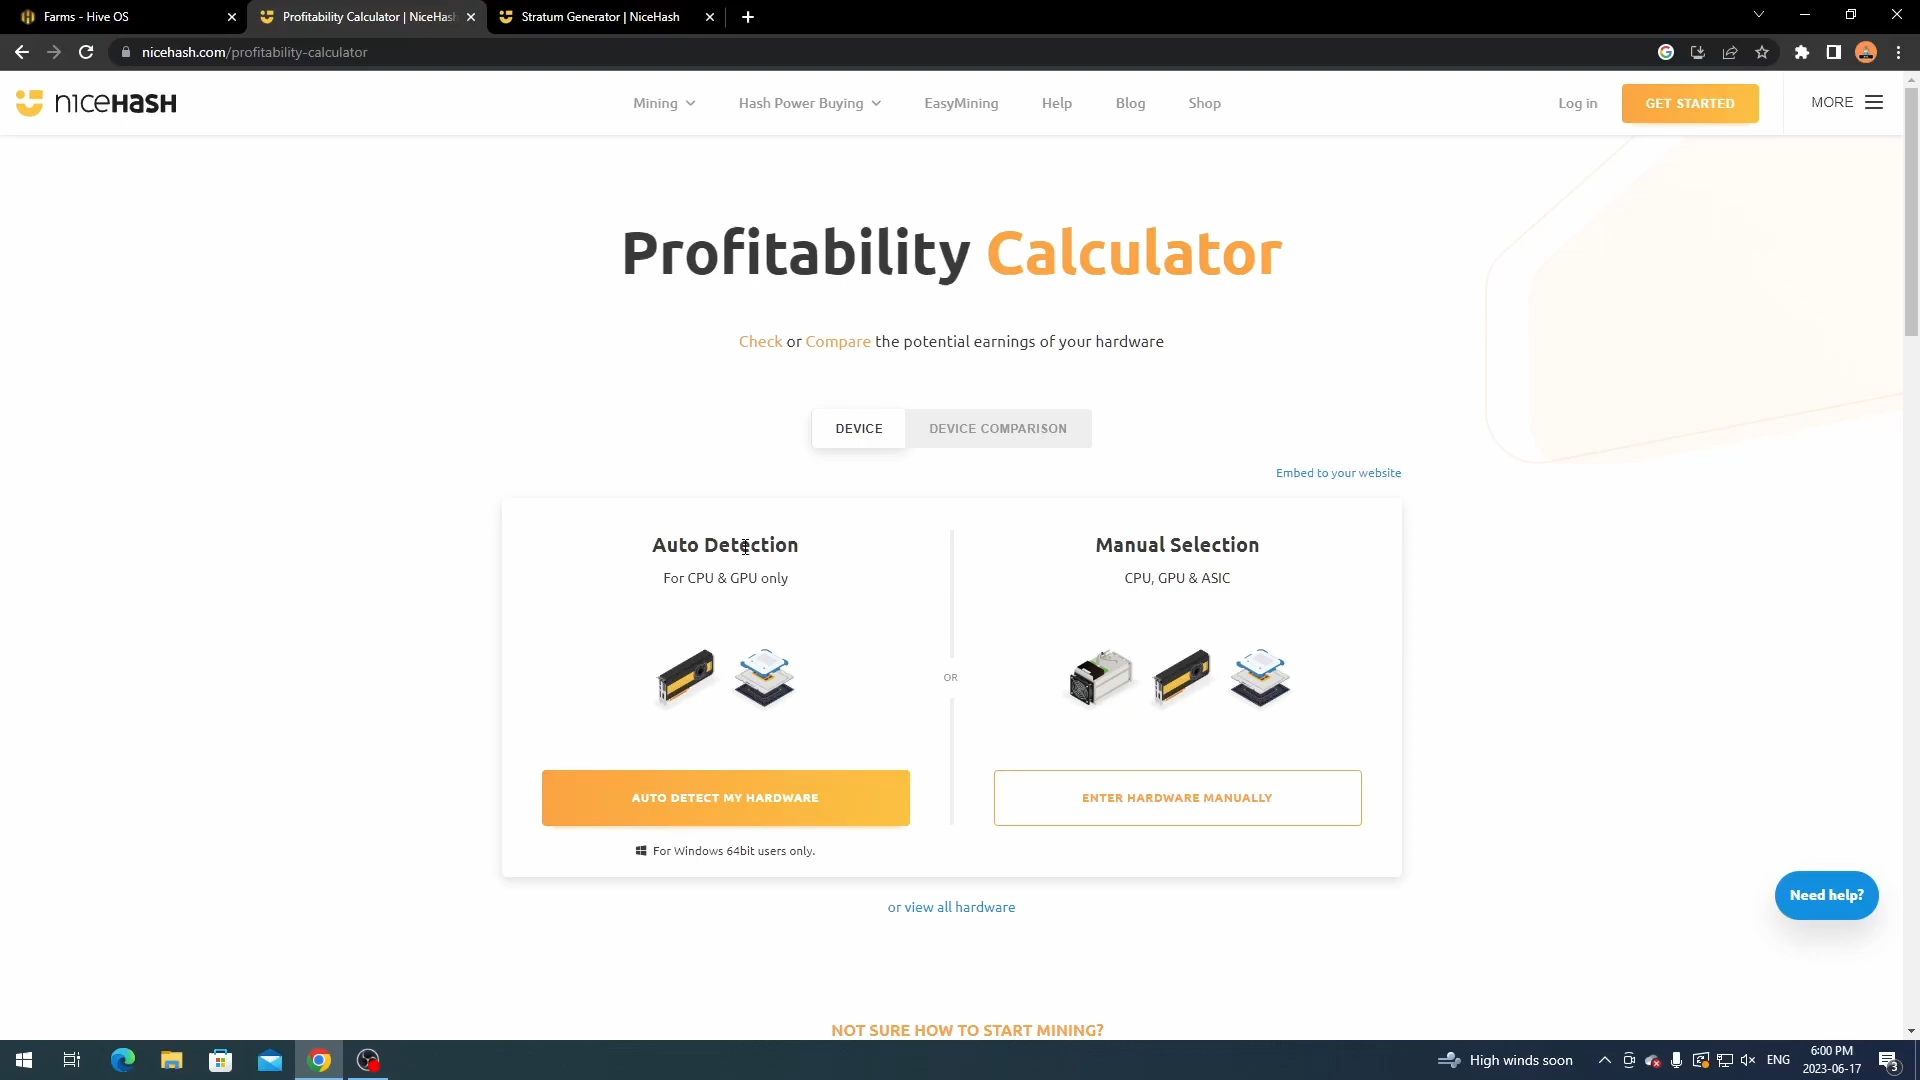 Farms - Hive OS
Profitability Calculator | NiceHas
Stratum Generator | NiceHash
nicehash.com/profitability-calculator
niceHASH
Mining
Hash Power Buying
EasyMining
Help
Blog
Shop
Log in
GET STARTED
MORE
Profitability Calculator
Check or Compare the potential earnings of your hardware
DEVICE
DEVICE COMPARISON
Embed to your website
Auto Detection
For CPU & GPU only
AUTO DETECT MY HARDWARE
For Windows 64bit users only.
OR
Manual Selection
CPU, GPU & ASIC
ENTER HARDWARE MANUALLY
or view all hardware
Need help?
NOT SURE HOW TO START MINING?
High winds soon
ENG
6:00 PM
2023-06-17
3